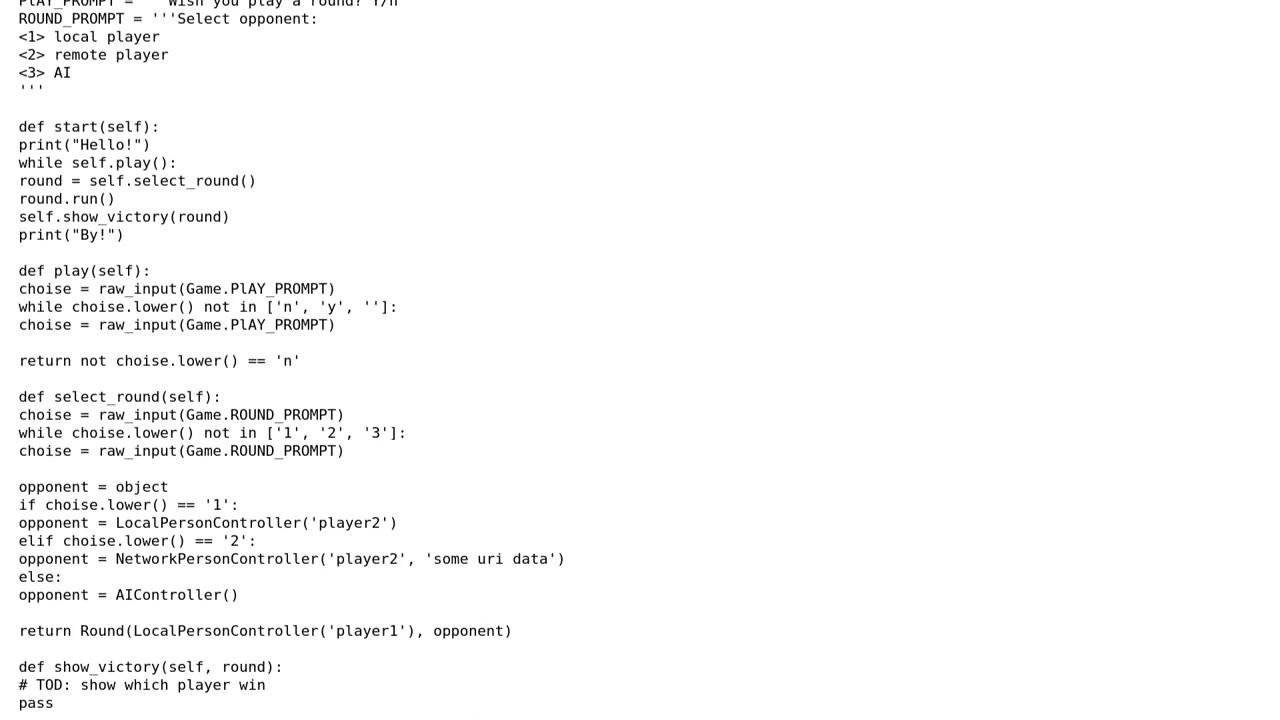 PlAY_PROMPT = '''Wish you play a round? Y/n
ROUND_PROMPT = '''Select opponent:
<1> local player
<2> remote player
<3> AI
'''

def start(self):
print("Hello!")
while self.play():
round = self.select_round()
round.run()
self.show_victory(round)
print("By!")

def play(self):
choise = raw_input(Game.PlAY_PROMPT)
while choise.lower() not in ['n', 'y', '']:
choise = raw_input(Game.PlAY_PROMPT)

return not choise.lower() == 'n'

def select_round(self):
choise = raw_input(Game.ROUND_PROMPT)
while choise.lower() not in ['1', '2', '3']:
choise = raw_input(Game.ROUND_PROMPT)

opponent = object
if choise.lower() == '1':
opponent = LocalPersonController('player2')
elif choise.lower() == '2':
opponent = NetworkPersonController('player2', 'some uri data')
else:
opponent = AIController()

return Round(LocalPersonController('player1'), opponent)

def show_victory(self, round):
# TOD: show which player win
pass